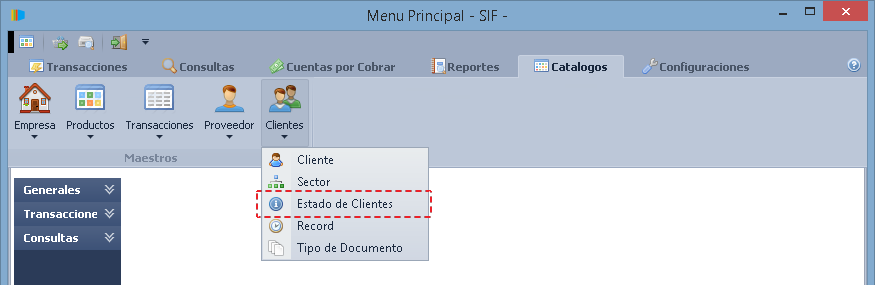 Menu Principal - SIF -
Transacciones Consultas Cuentas por Cobrar Reportes Catalogos Configuraciones
Empresa Productos Transacciones Proveedor Clientes
Maestros
Cliente
Sector
Estado de Clientes
Record
Tipo de Documento
Generales
Transaccione
Consultas